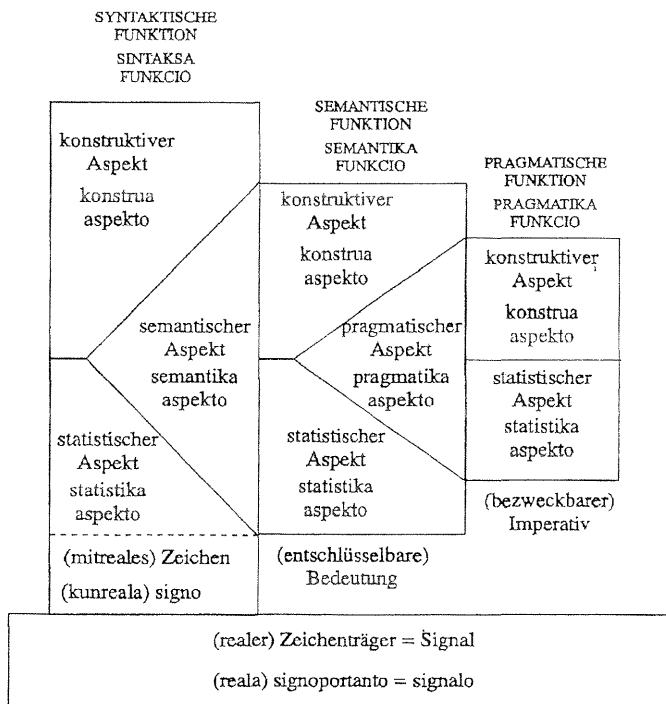 SYNTAKTISCHE
FUNKTION
SINTAKSA
FUNKCIO
konstruktiver
Aspekt
konstrua
aspekto
semantischer
Aspekt
semantika
aspekto
statistischer
Aspekt
statistika
aspekto
(mitreales) Zeichen
(kunreala) signo
SEMANTISCHE
FUNKTION
SEMANTIKA
FUNKCIO
konstruktiver
Aspekt
konstrua
aspekto
pragmatischer
Aspekt
pragmatika
aspekto
statistischer
Aspekt
statistika
aspekto
(entschlüsselbare)
Bedeutung
PRAGMATISCHE
FUNKTION
PRAGMATIKA
FUNKCIO
konstruktiver
Aspekt
konstrua
aspekto
statistischer
Aspekt
statistika
aspekto
(bezweckbarer)
Imperativ
(realer) Zeichenträger = Signal
(reala) signoportanto = signalo